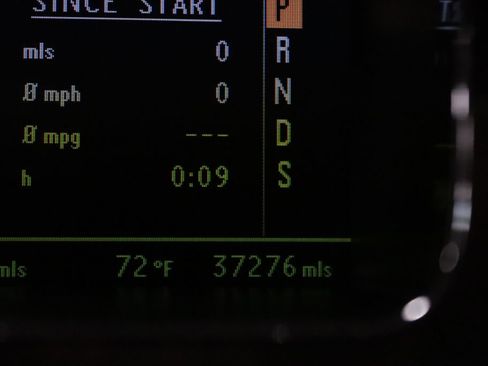 SINCE START P
mls 0 R
Ø mph 0 N
Ø mpg --- D
h 0:09 S
mls 72 °F 37276 mls